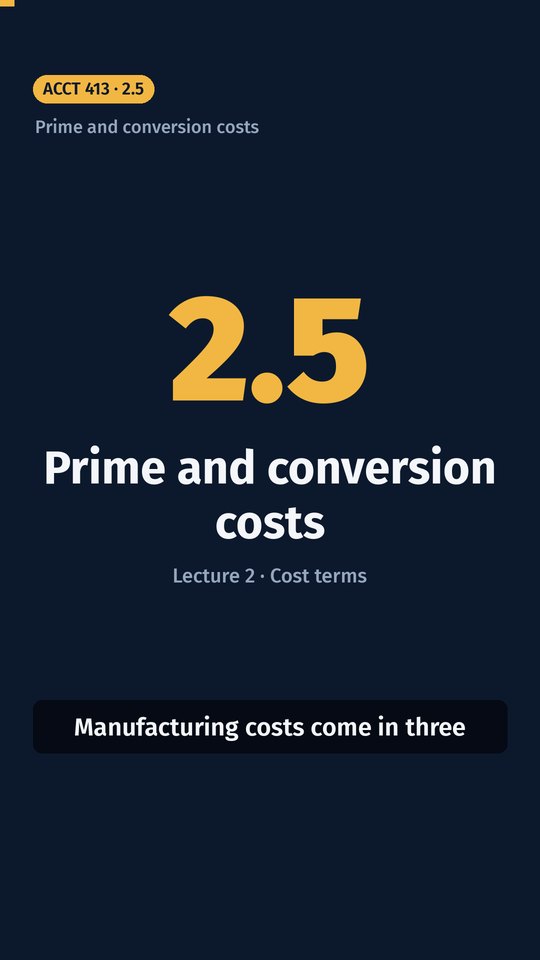 ACCT 413 · 2.5
Prime and conversion costs
2.5
Prime and conversion
costs
Lecture 2 · Cost terms
Manufacturing costs come in three